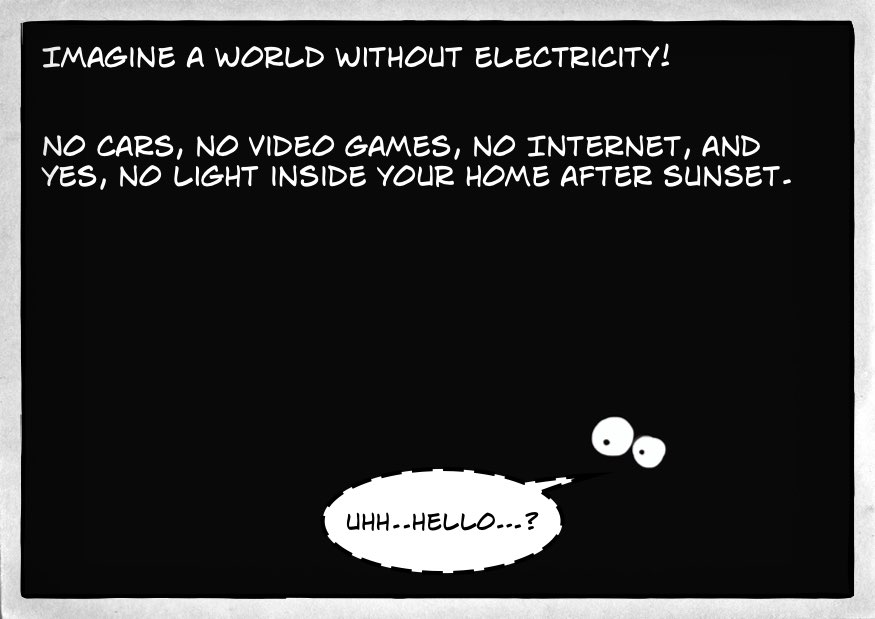 IMAGINE A WORLD WITHOUT ELECTRICITY!
NO CARS, NO VIDEO GAMES, NO INTERNET, AND
YES, NO LIGHT INSIDE YOUR HOME AFTER SUNSET.
UHH..HELLO...?